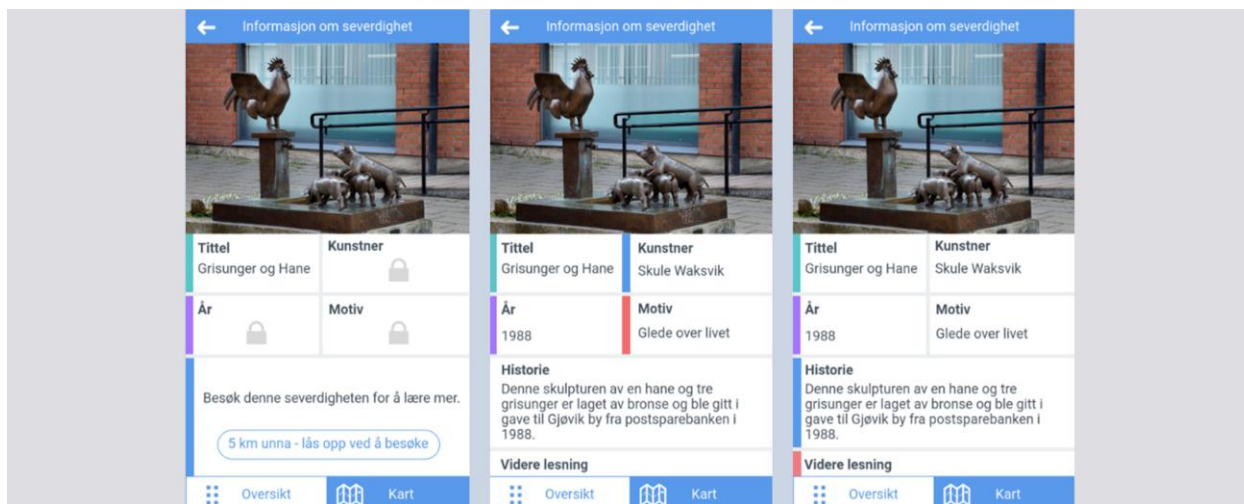 Informasjon om severdighet
Tittel
Grisunger og Hane
Kunstner
År
Motiv
Besøk denne severdigheten for å lære mer.
5 km unna - lås opp ved å besøke
Oversikt
Kart
Informasjon om severdighet
Tittel
Grisunger og Hane
Kunstner
Skule Waksvik
År
1988
Motiv
Glede over livet
Historie
Denne skulpturen av en hane og tre
grisunger er laget av bronse og ble gitt i
gave til Gjøvik by fra postsparebanken i
1988.
Videre lesning
Oversikt
Kart
Informasjon om severdighet
Tittel
Grisunger og Hane
Kunstner
Skule Waksvik
År
1988
Motiv
Glede over livet
Historie
Denne skulpturen av en hane og tre
grisunger er laget av bronse og ble gitt i
gave til Gjøvik by fra postsparebanken i
1988.
Videre lesning
Oversikt
Kart